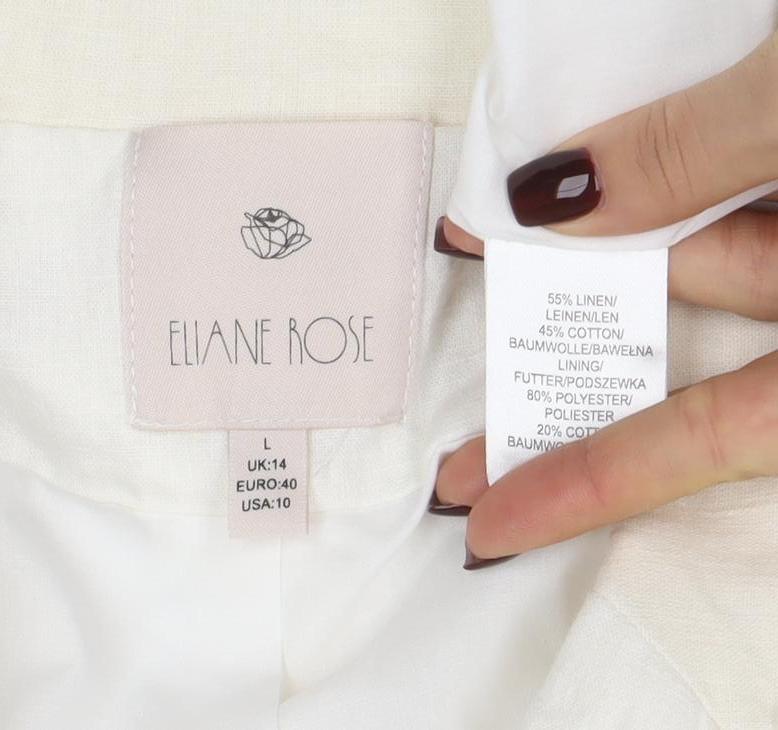 ELIANE ROSE
L
UK:14
EURO:40
USA:10
55% LINEN/
LEINEN/LEN
45% COTTON/
BAUMWOLLE/BAWEŁNA
LINING/
FUTTER/PODSZEWKA
80% POLYESTER/
POLIESTER
20%